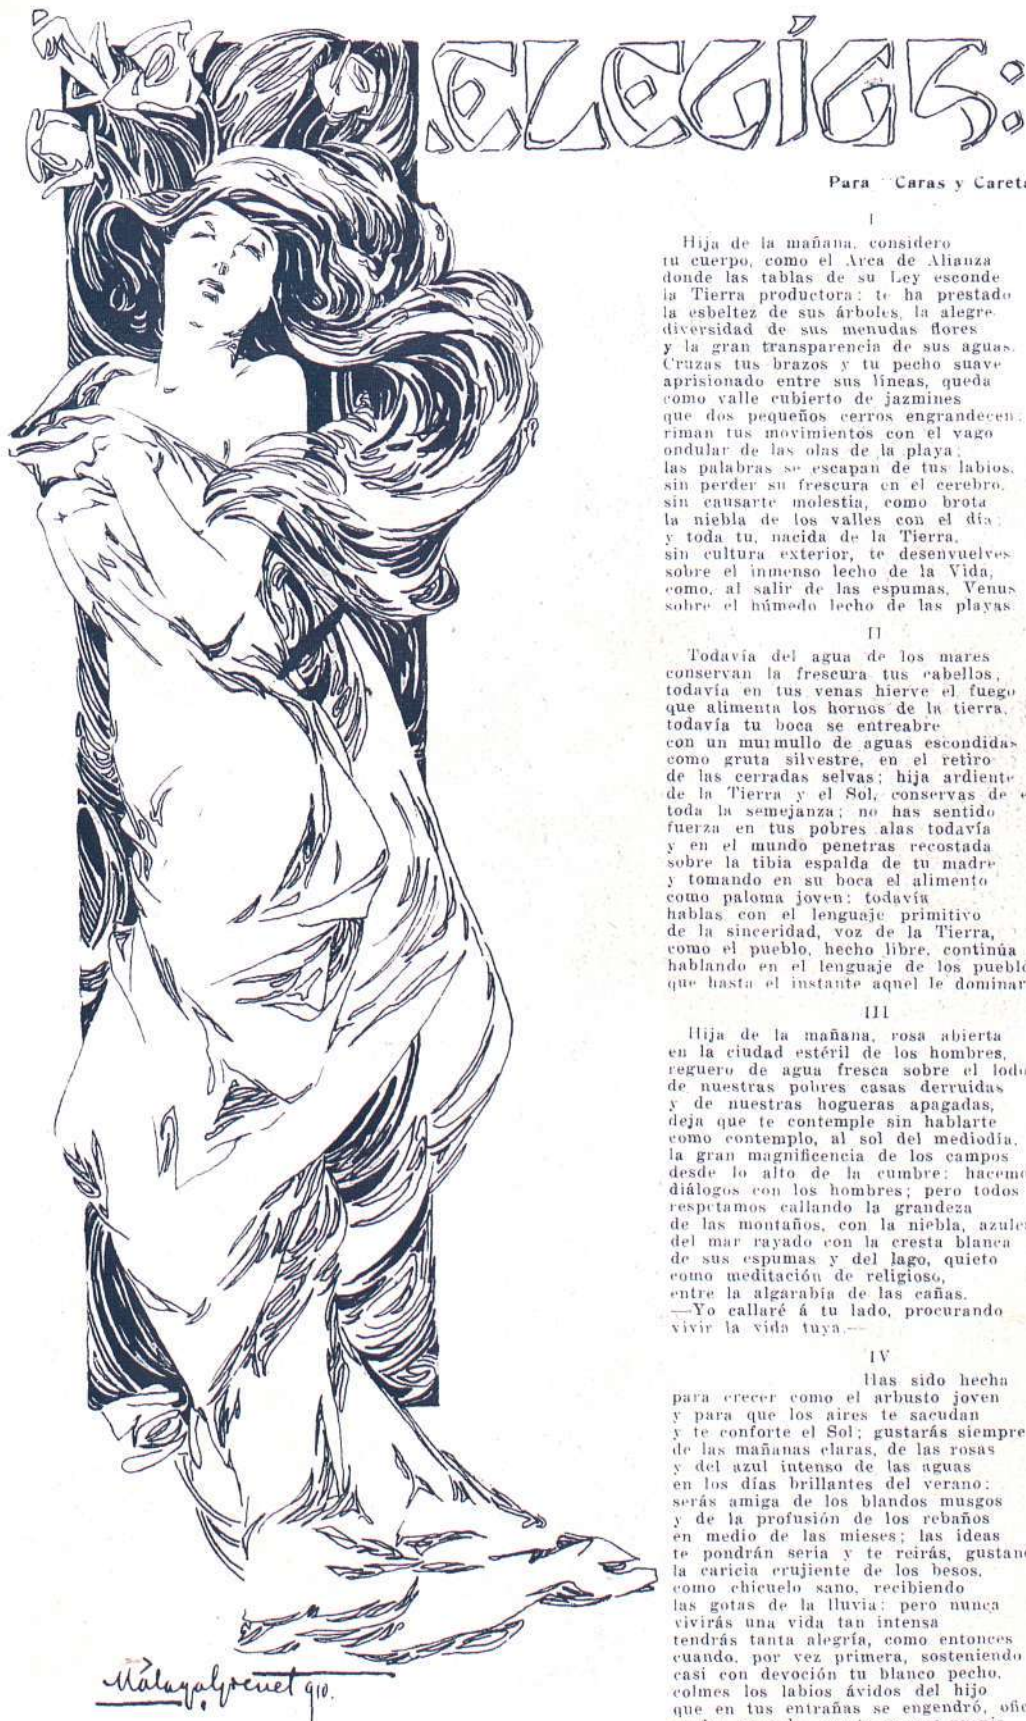 ELEGÍAS:
Para Caras y Careta
I
Hija de la mañana, considero
tu cuerpo, como el Arca de Alianza
donde las tablas de su Ley esconde
la Tierra productora: te ha prestado
la esbeltez de sus árboles, la alegre
diversidad de sus menudas flores
y la gran transparencia de sus aguas.
Cruzas tus brazos y tu pecho suave
aprisionado entre sus líneas, queda
como valle cubierto de jazmines
que dos pequeños cerros engrandecen;
riman tus movimientos con el vago
ondular de las olas de la playa;
las palabras se escapan de tus labios,
sin perder su frescura en el cerebro,
sin causarte molestia, como brota
la niebla de los valles con el día;
y toda tu, nacida de la Tierra,
sin cultura exterior, te desenvuelves
sobre el inmenso lecho de la Vida,
como, al salir de las espumas, Venus
sobre el húmedo lecho de las playas
II
Todavía del agua de los mares
conservan la frescura tus cabellos,
todavía en tus venas hierve el fuego
que alimenta los hornos de la tierra,
todavía tu boca se entreabre
con un murmullo de aguas escondidas
como gruta silvestre, en el retiro
de las cerradas selvas; hija ardiente
de la Tierra y el Sol, conservas de e
toda la semejanza; no has sentido
fuerza en tus pobres alas todavía
y en el mundo penetras recostada
sobre la tibia espalda de tu madre
y tomando en su boca el alimento
como paloma joven; todavía
hablas con el lenguaje primitivo
de la sinceridad, voz de la Tierra,
como el pueblo, hecho libre, continúa
hablando en el lenguaje de los pueblo
que hasta el instante aquel le dominar
III
Hija de la mañana, rosa abierta
en la ciudad estéril de los hombres,
reguero de agua fresca sobre el lodo
de nuestras pobres casas derruidas
y de nuestras hogueras apagadas,
deja que te contemple sin hablarte
como contemplo, al sol del mediodía,
la gran magnificencia de los campos
desde lo alto de la cumbre: hacemo
diálogos con los hombres; pero todos
respetamos callando la grandeza
de las montaños, con la niebla, azule
del mar rayado con la cresta blanca
de sus espumas y del lago, quieto
como meditación de religioso,
entre la algarabía de las cañas.
—Yo callaré á tu lado, procurando
vivir la vida tuya.—
IV
Has sido hecha
para crecer como el arbusto joven
y para que los aires te sacudan
y te conforte el Sol; gustarás siempre
de las mañanas claras, de las rosas
y del azul intenso de las aguas
en los días brillantes del verano;
serás amiga de los blandos musgos
y de la profusión de los rebaños
en medio de las mieses; las ideas
te pondrán seria y te reirás, gustand
la caricia crujiente de los besos,
como chicuelo sano, recibiendo
las gotas de la lluvia; pero nunca
vivirás una vida tan intensa
tendrás tanta alegría, como entonces
cuando, por vez primera, sosteniendo
casi con devoción tu blanco pecho,
colmes los labios ávidos del hijo
que en tus entrañas se engendró, ofic
Málaga Grenet 910.